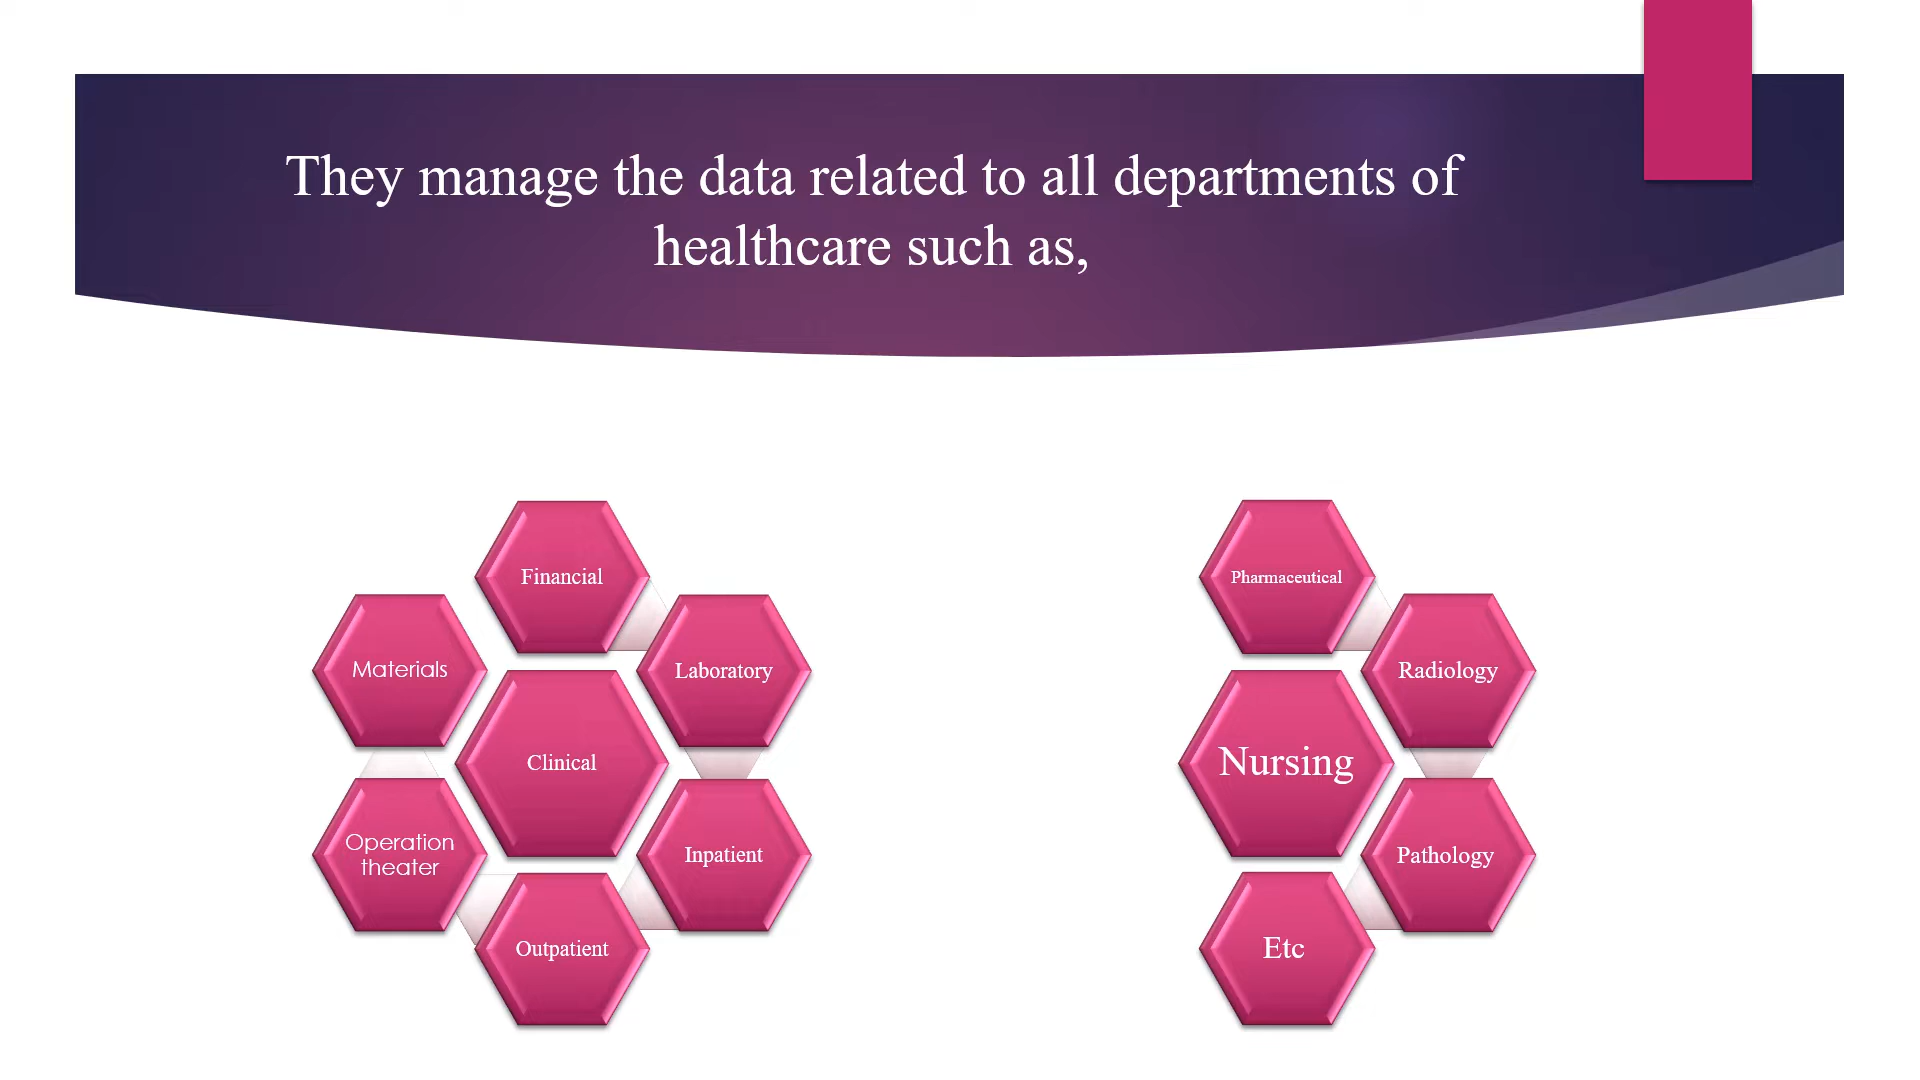 They manage the data related to all departments of
healthcare such as,
Financial
Materials
Laboratory
Clinical
Operation
theater
Inpatient
Outpatient
Pharmaceutical
Radiology
Nursing
Pathology
Etc